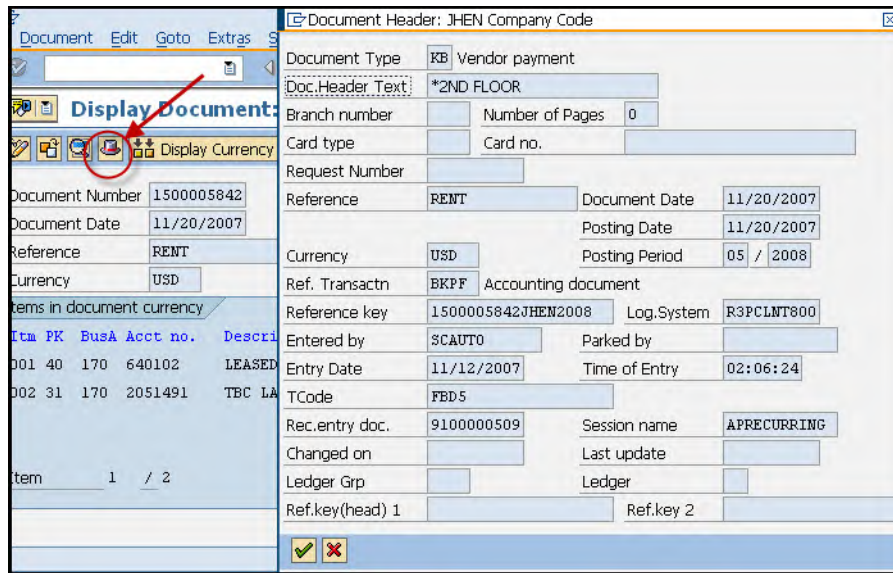 Document Edit Goto Extras S
Display Document:
Display Currency
Document Number 1500005842
Document Date 11/20/2007
Reference RENT
Currency USD
Items in document currency
Itm PK BusA Acct no. Descri
001 40 170 640102 LEASED
002 31 170 2051491 TBC LA
Item 1 / 2
Document Header: JHEN Company Code
Document Type KB Vendor payment
Doc.Header Text *2ND FLOOR
Branch number Number of Pages 0
Card type Card no.
Request Number
Reference RENT Document Date 11/20/2007
Posting Date 11/20/2007
Currency USD Posting Period 05 / 2008
Ref. Transactn BKPF Accounting document
Reference key 1500005842JHEN2008 Log.System R3PCLNT800
Entered by SCAUTO Parked by
Entry Date 11/12/2007 Time of Entry 02:06:24
TCode FBD5
Rec.entry doc. 9100000509 Session name APRECURRING
Changed on Last update
Ledger Grp Ledger
Ref.key(head) 1 Ref.key 2